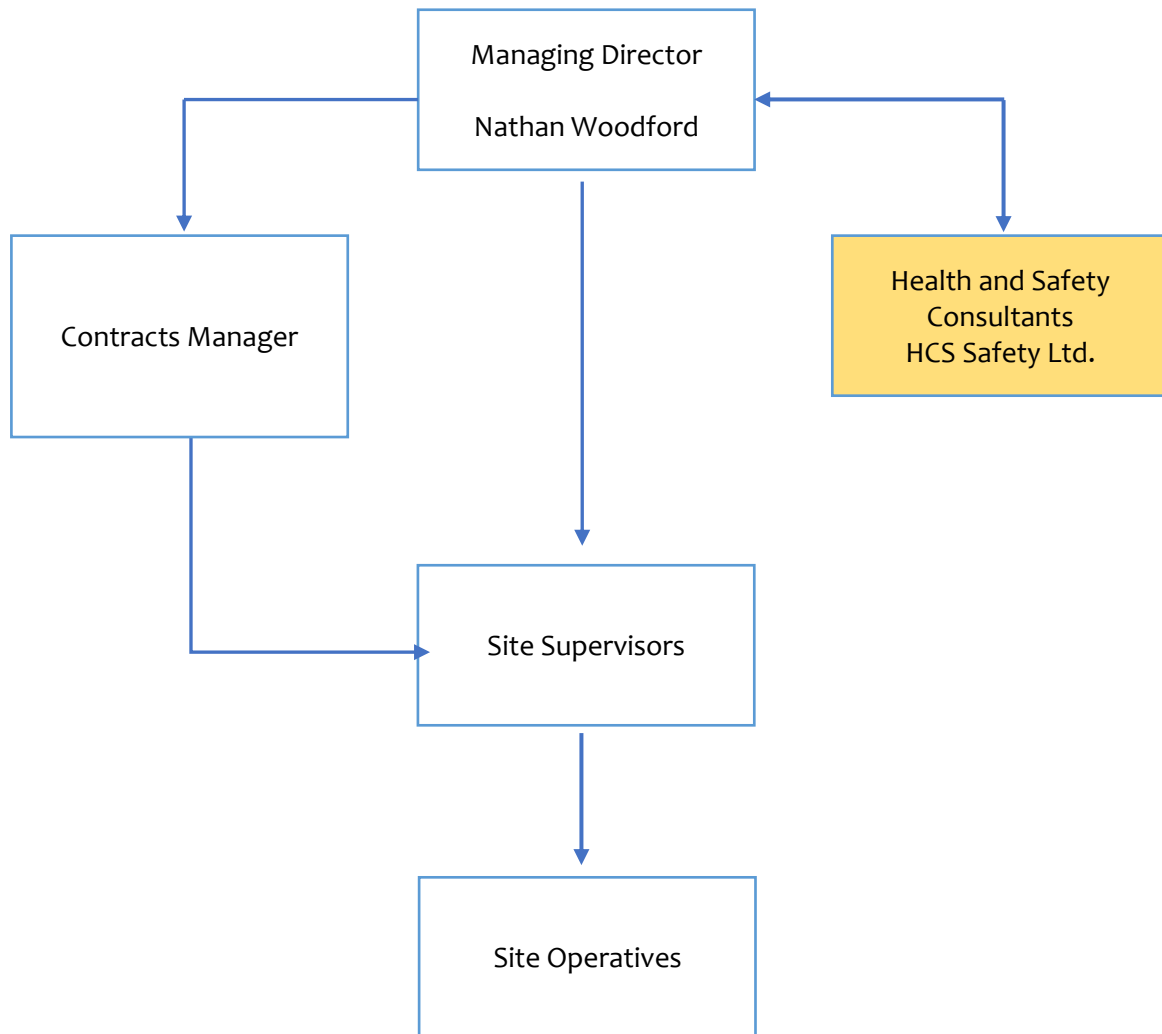 Managing Director
Nathan Woodford
Contracts Manager
Health and Safety
Consultants
HCS Safety Ltd.
Site Supervisors
Site Operatives